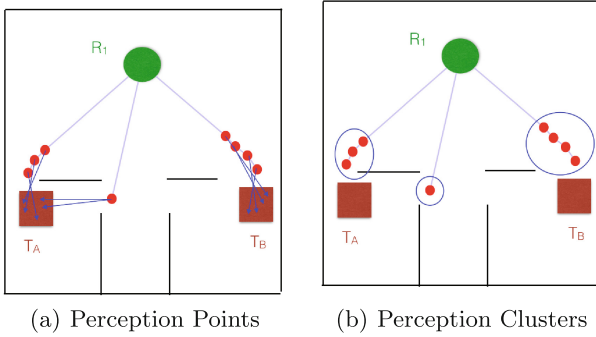 R1
R1
TA
TB
TA
TB
(a) Perception Points
(b) Perception Clusters